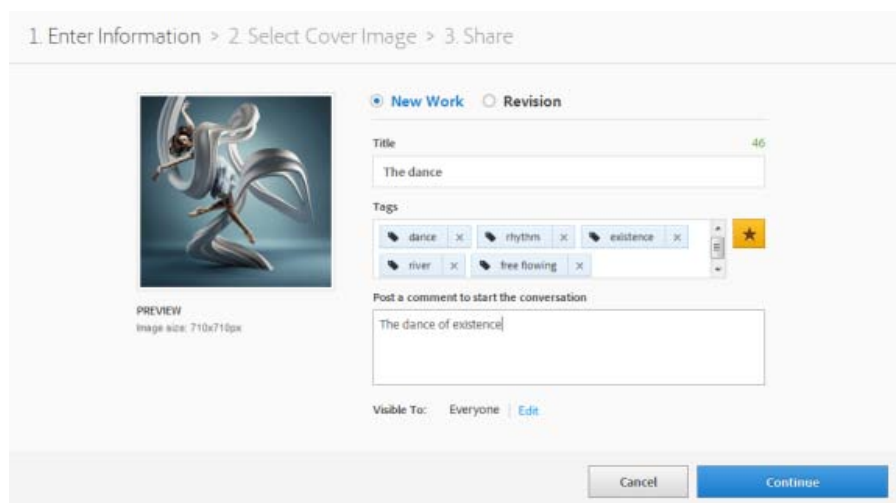 1. Enter Information > 2. Select Cover Image > 3. Share
New Work Revision
Title 46
The dance
Tags
dance × rhythm × existence ×
river × free flowing ×
Post a comment to start the conversation
The dance of existence
PREVIEW
Image size: 710x710px
Visible To: Everyone | Edit
Cancel Continue